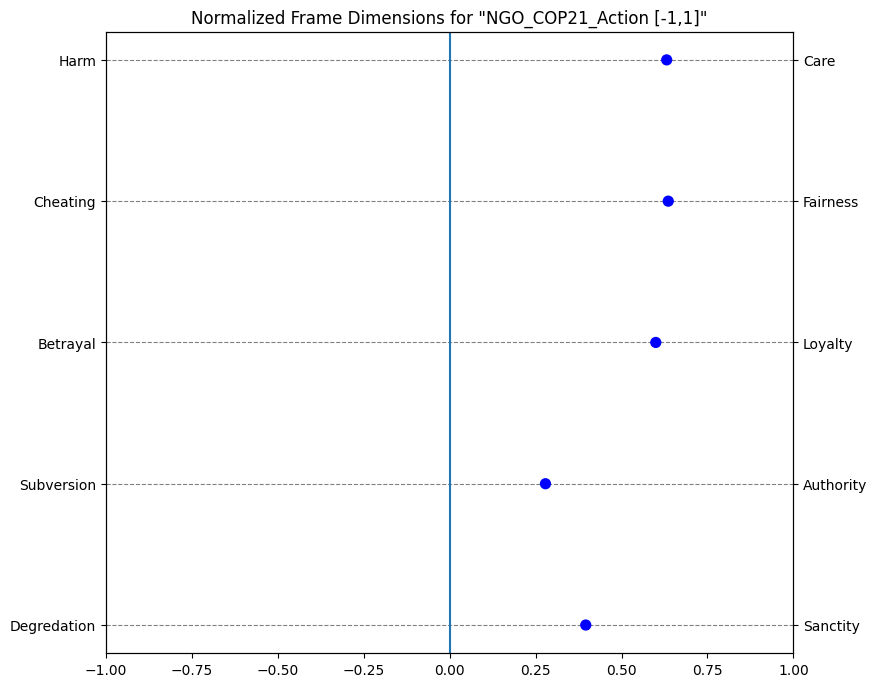 Normalized Frame Dimensions for "NGO_COP21_Action [-1,1]"
Harm Care
Cheating Fairness
Betrayal Loyalty
Subversion Authority
Degredation Sanctity
−1.00 −0.75 −0.50 −0.25 0.00 0.25 0.50 0.75 1.00